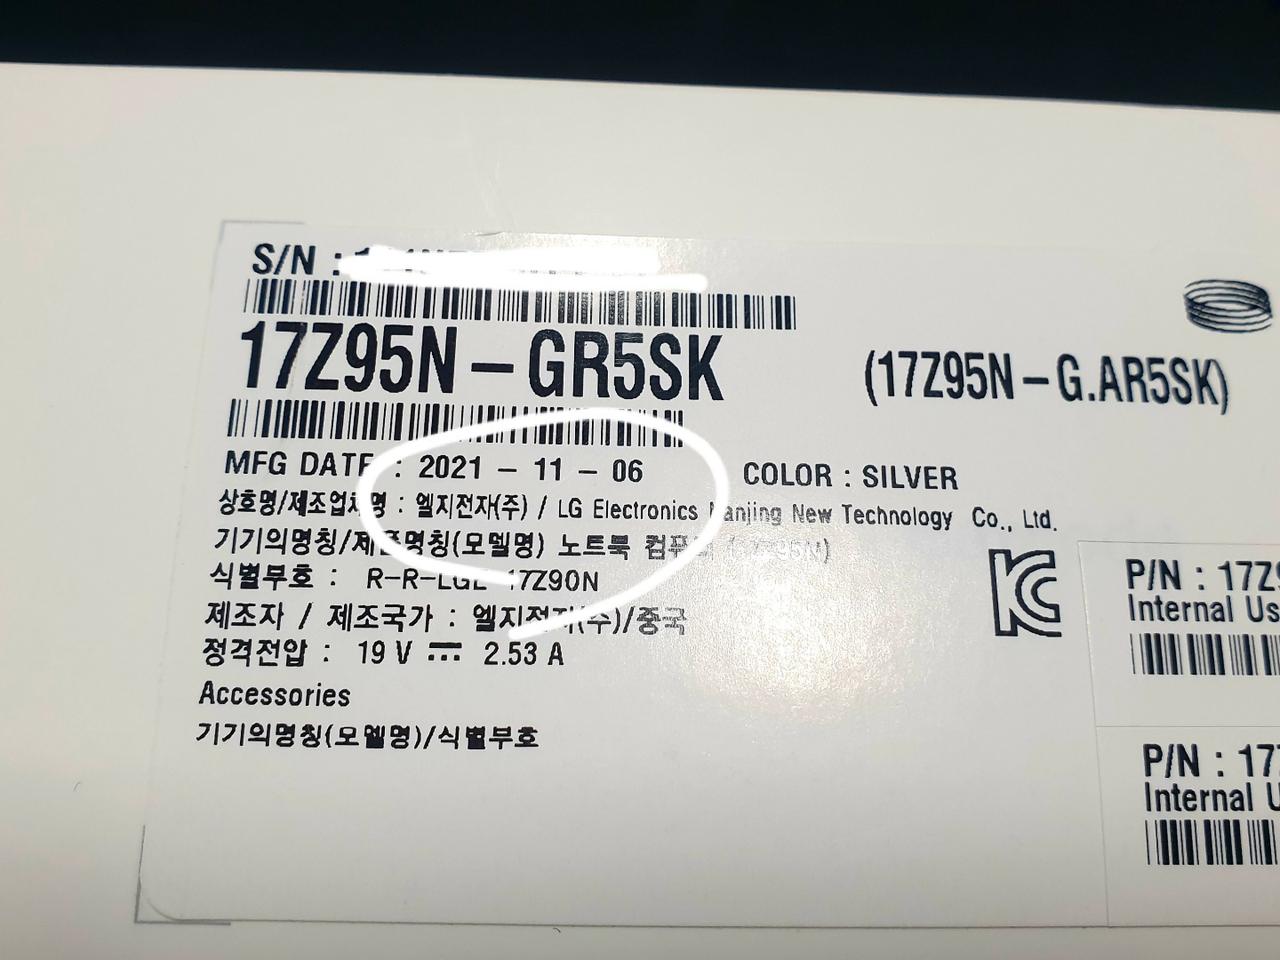 S/N :
17Z95N - GR5SK
(17Z95N - G.AR5SK)
MFG DATE : 2021 - 11 - 06
COLOR : SILVER
상호명/제조업체명 : 엘지전자(주) / LG Electronics Nanjing New Technology Co., Ltd.
기기의명칭/제품명칭(모델명) 노트북 컴퓨터 (17Z95N)
식별부호 : R-R-LGE-17Z90N
제조자 / 제조국가 : 엘지전자(주)/중국
정격전압 : 19 V 2.53 A
Accessories
기기의명칭(모델명)/식별부호
P/N : 17Z9
Internal Us
P/N : 17
Internal U